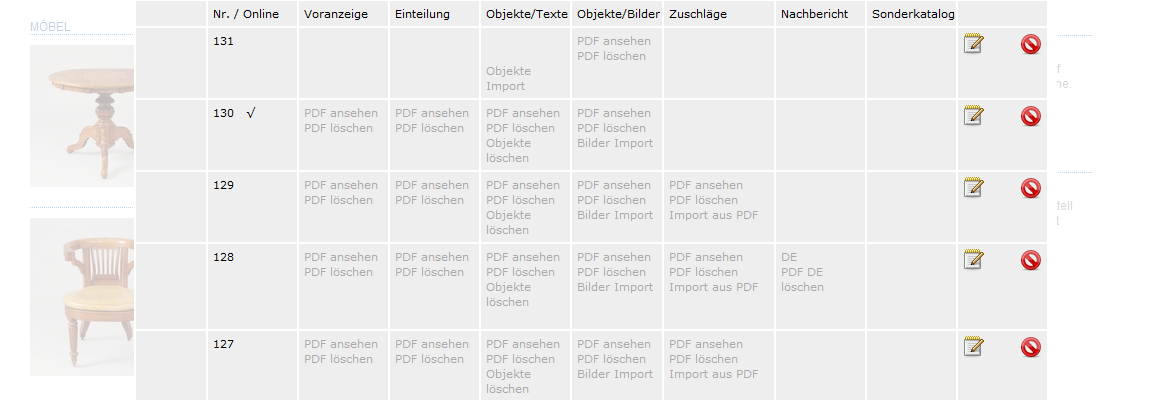 MÖBEL
Nr. / Online Voranzeige Einteilung Objekte/Texte Objekte/Bilder Zuschläge Nachbericht Sonderkatalog
131 PDF ansehen
PDF löschen
Objekte
Import
130 √ PDF ansehen PDF ansehen PDF ansehen PDF ansehen
PDF löschen PDF löschen PDF löschen PDF löschen
Objekte Bilder Import
löschen
129 PDF ansehen PDF ansehen PDF ansehen PDF ansehen PDF ansehen
PDF löschen PDF löschen PDF löschen PDF löschen PDF löschen
Objekte Bilder Import Import aus PDF
löschen
128 PDF ansehen PDF ansehen PDF ansehen PDF ansehen PDF ansehen DE
PDF löschen PDF löschen PDF löschen PDF löschen PDF löschen PDF DE
Objekte Bilder Import Import aus PDF löschen
löschen
127 PDF ansehen PDF ansehen PDF ansehen PDF ansehen PDF ansehen
PDF löschen PDF löschen PDF löschen PDF löschen PDF löschen
Objekte Bilder Import Import aus PDF
löschen